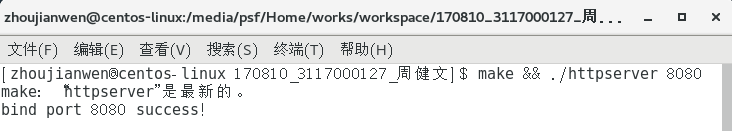 zhoujianwen@centos-linux:/media/psf/Home/works/workspace/170810_3117000127_周...
文件(F) 编辑(E) 查看(V) 搜索(S) 终端(T) 帮助(H)
[zhoujianwen@centos-linux 170810_3117000127_周健文]$ make && ./httpserver 8080
make: “httpserver”是最新的。
bind port 8080 success!